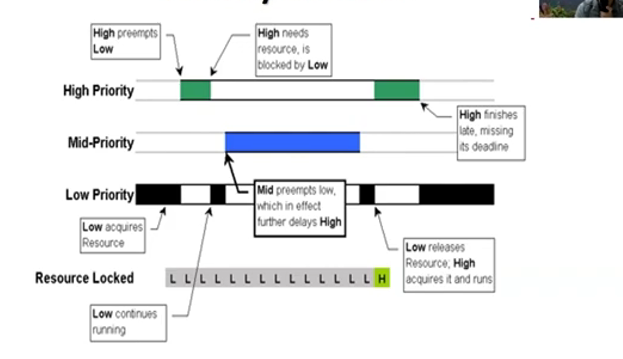 High preempts
Low
High needs
resource, is
blocked by Low
High Priority
High finishes
late, missing
its deadline
Mid-Priority
Low Priority
Mid preempts low,
which in effect
further delays High
Low acquires
Resource
Low releases
Resource; High
acquires it and runs
Resource Locked
L L L L L L L L L L L L L L H
Low continues
running